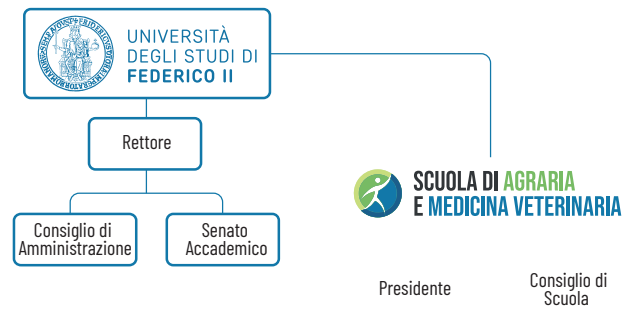 UNIVERSITÀ
DEGLI STUDI DI
FEDERICO II
Rettore
Consiglio di
Amministrazione
Senato
Accademico
SCUOLA DI AGRARIA
E MEDICINA VETERINARIA
Presidente
Consiglio di
Scuola